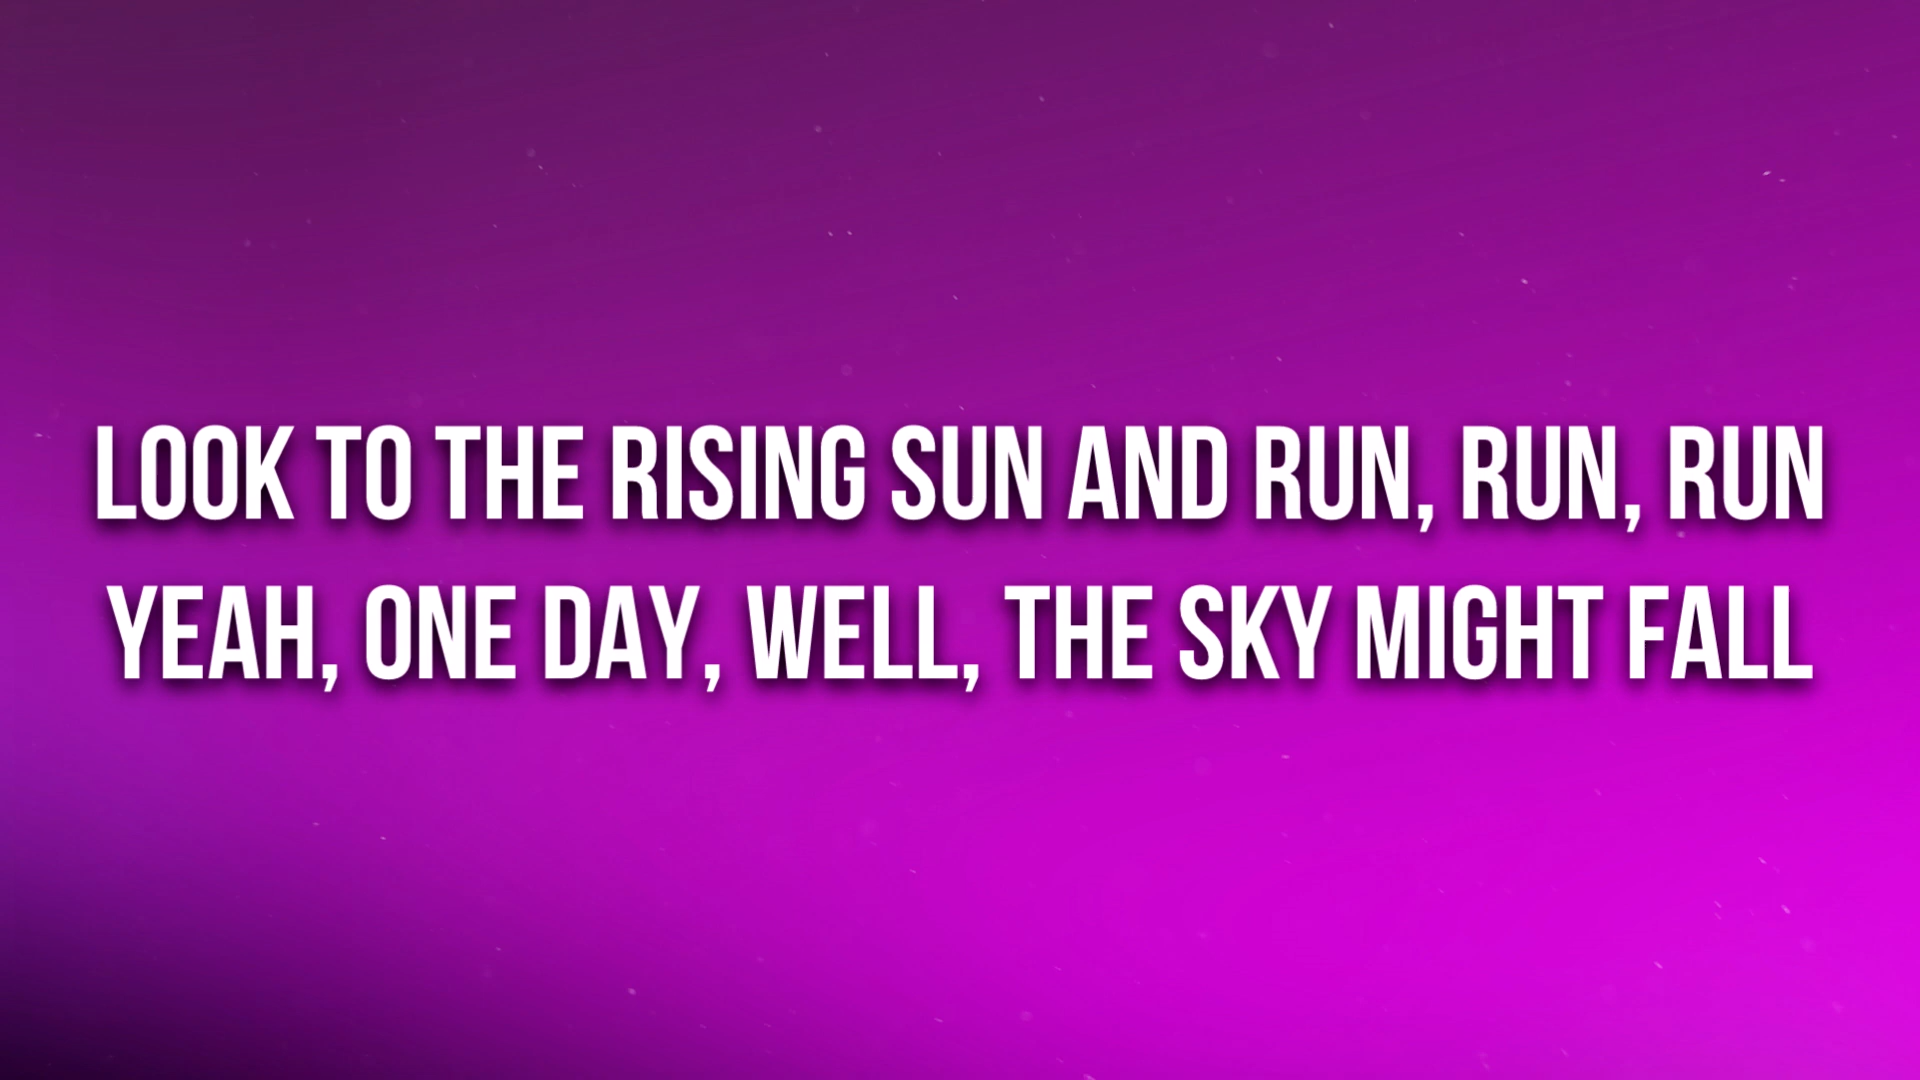 LOOK TO THE RISING SUN AND RUN, RUN, RUN
YEAH, ONE DAY, WELL, THE SKY MIGHT FALL